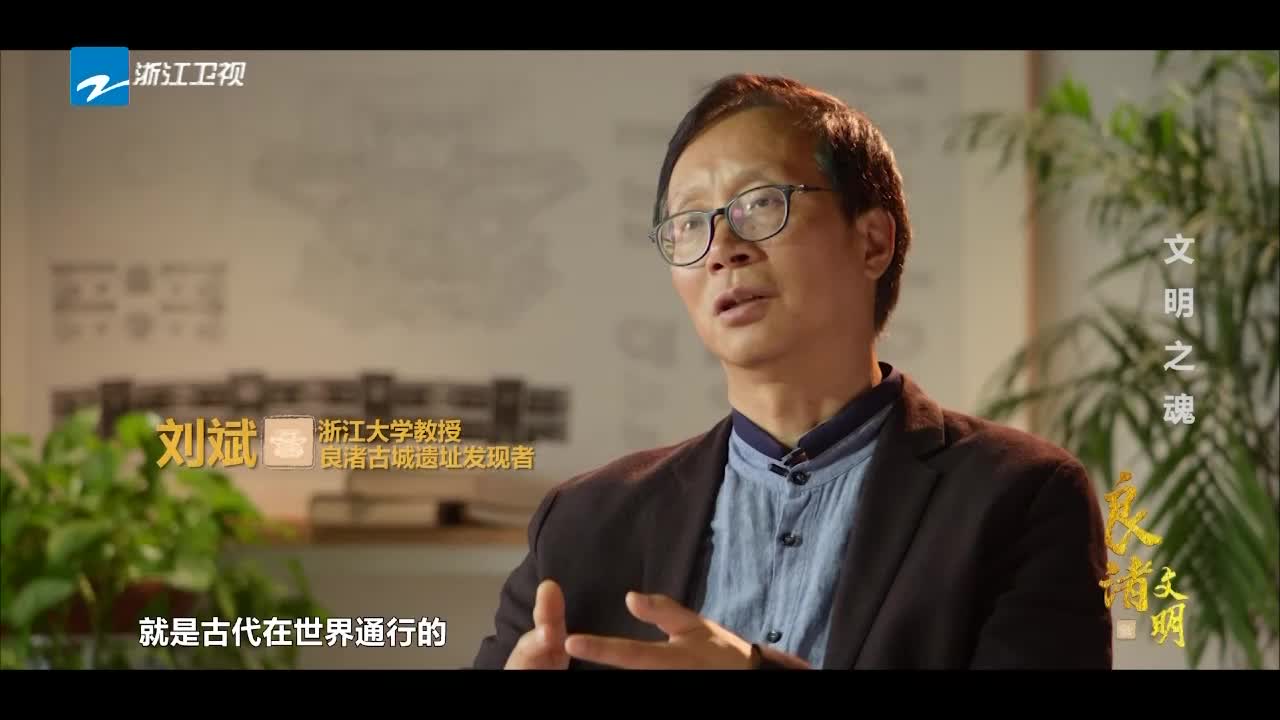 浙江卫视
文明之魂
刘斌
浙江大学教授
良渚古城遗址发现者
良渚
文明
就是古代在世界通行的